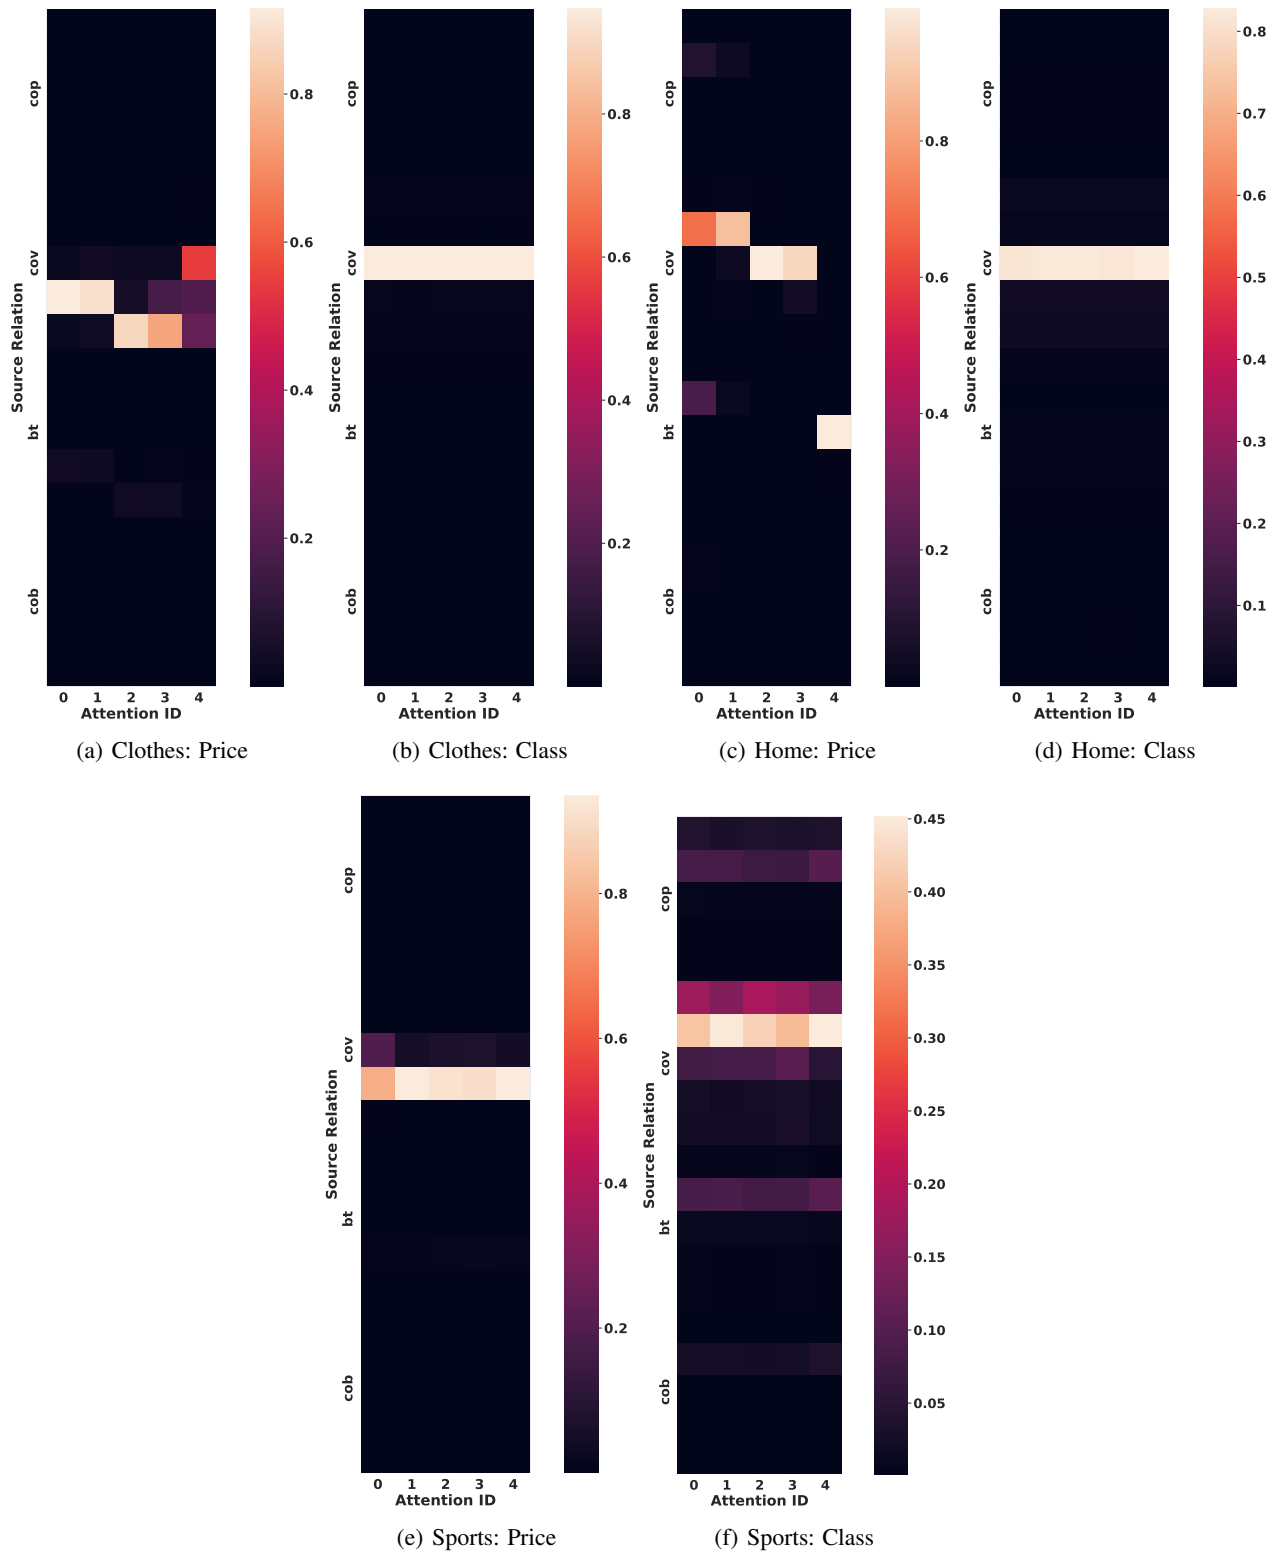 cop
cov
bt
cob
Source Relation
0 1 2 3 4
Attention ID
0.8
0.6
0.4
0.2
(a) Clothes: Price
cop
cov
bt
cob
Source Relation
0 1 2 3 4
Attention ID
0.8
0.6
0.4
0.2
(b) Clothes: Class
cop
cov
bt
cob
Source Relation
0 1 2 3 4
Attention ID
0.8
0.6
0.4
0.2
(c) Home: Price
cop
cov
bt
cob
Source Relation
0 1 2 3 4
Attention ID
0.8
0.7
0.6
0.5
0.4
0.3
0.2
0.1
(d) Home: Class
cop
cov
bt
cob
Source Relation
0 1 2 3 4
Attention ID
0.8
0.6
0.4
0.2
(e) Sports: Price
cop
cov
bt
cob
Source Relation
0 1 2 3 4
Attention ID
0.45
0.40
0.35
0.30
0.25
0.20
0.15
0.10
0.05
(f) Sports: Class